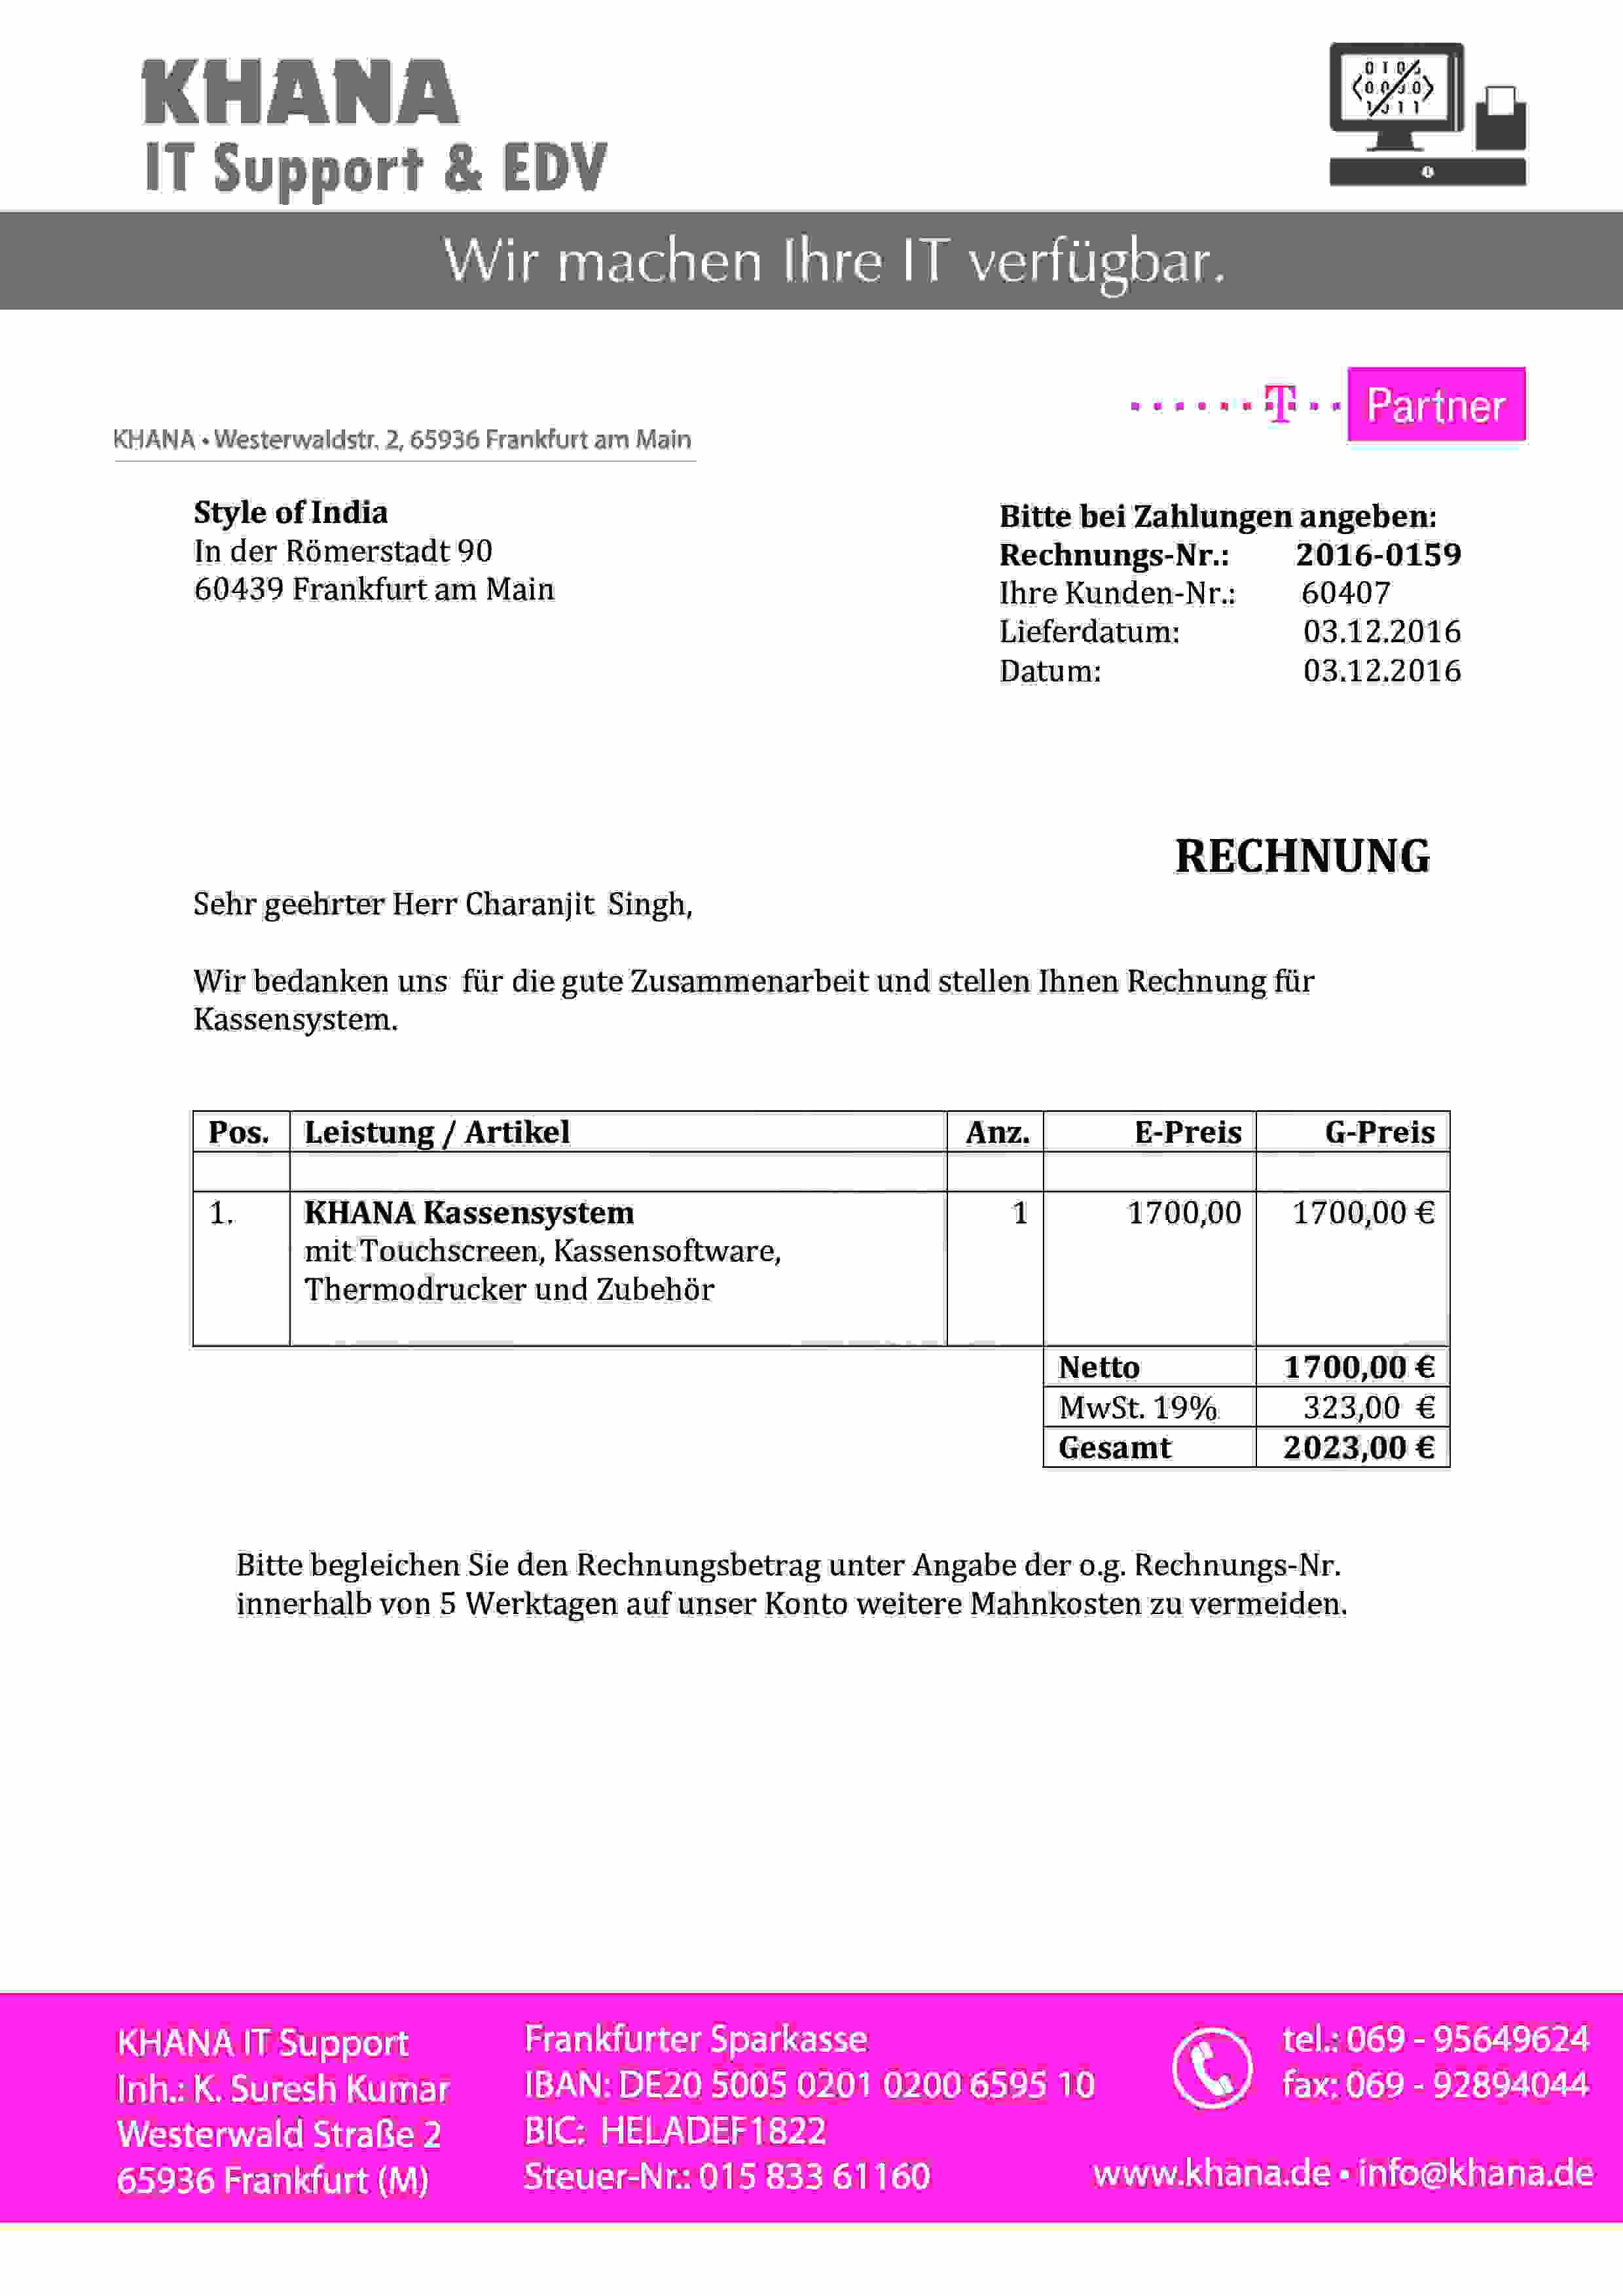 KHANA
IT Support & EDV
Wir machen Ihre IT verfügbar.
T Partner
KHANA • Westerwaldstr. 2, 65936 Frankfurt am Main
Style of India
In der Römerstadt 90
60439 Frankfurt am Main
Bitte bei Zahlungen angeben:
Rechnungs-Nr.: 2016-0159
Ihre Kunden-Nr.: 60407
Lieferdatum: 03.12.2016
Datum: 03.12.2016
RECHNUNG
Sehr geehrter Herr Charanjit Singh,
Wir bedanken uns für die gute Zusammenarbeit und stellen Ihnen Rechnung für
Kassensystem.
Pos. Leistung / Artikel Anz. E-Preis G-Preis
1. KHANA Kassensystem 1 1700,00 1700,00 €
mit Touchscreen, Kassensoftware,
Thermodrucker und Zubehör
Netto 1700,00 €
MwSt. 19% 323,00 €
Gesamt 2023,00 €
Bitte begleichen Sie den Rechnungsbetrag unter Angabe der o.g. Rechnungs-Nr.
innerhalb von 5 Werktagen auf unser Konto weitere Mahnkosten zu vermeiden.
KHANA IT Support
Inh.: K. Suresh Kumar
Westerwald Straße 2
65936 Frankfurt (M)
Frankfurter Sparkasse
IBAN: DE20 5005 0201 0200 6595 10
BIC: HELADEF1822
Steuer-Nr.: 015 833 61160
tel.: 069 - 95649624
fax: 069 - 92894044
www.khana.de • info@khana.de